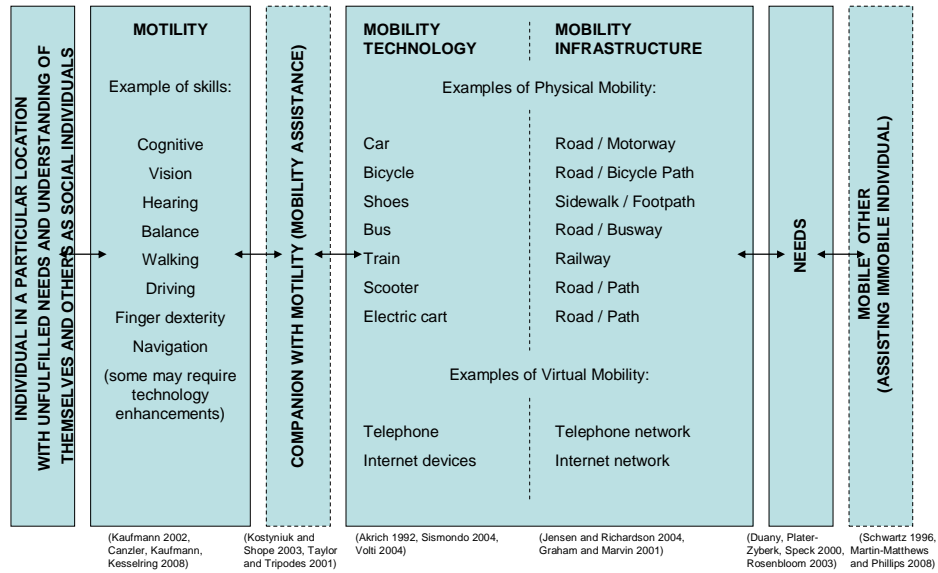 INDIVIDUAL IN A PARTICULAR LOCATION
WITH UNFULFILLED NEEDS AND UNDERSTANDING OF
THEMSELVES AND OTHERS AS SOCIAL INDIVIDUALS
MOTILITY
Example of skills:
Cognitive
Vision
Hearing
Balance
Walking
Driving
Finger dexterity
Navigation
(some may require
technology
enhancements)
(Kaufmann 2002,
Canzler, Kaufmann,
Kesselring 2008)
COMPANION WITH MOTILITY (MOBILITY ASSISTANCE)
(Kostyniuk and
Shope 2003, Taylor
and Tripodes 2001)
MOBILITY
TECHNOLOGY
MOBILITY
INFRASTRUCTURE
Examples of Physical Mobility:
Car
Road / Motorway
Bicycle
Road / Bicycle Path
Shoes
Sidewalk / Footpath
Bus
Road / Busway
Train
Railway
Scooter
Road / Path
Electric cart
Road / Path
Examples of Virtual Mobility:
Telephone
Telephone network
Internet devices
Internet network
(Akrich 1992, Sismondo 2004,
Volti 2004)
(Jensen and Richardson 2004,
Graham and Marvin 2001)
NEEDS
(Duany, Plater-
Zyberk, Speck 2000,
Rosenbloom 2003)
MOBILE OTHER
(ASSISTING IMMOBILE INDIVIDUAL)
(Schwartz 1996,
Martin-Matthews
and Phillips 2008)